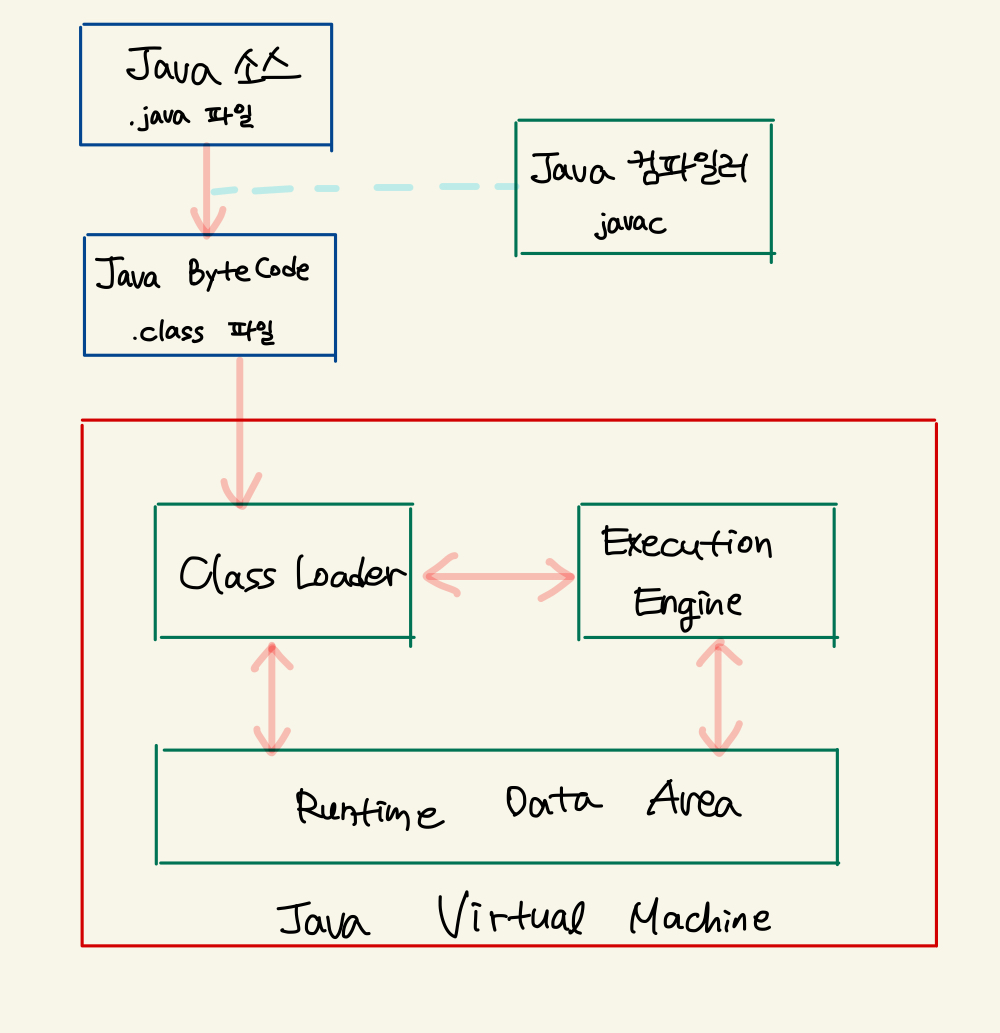 Java 소스
.java 파일
Java 컴파일러
javac
Java ByteCode
.class 파일
Class Loader
Execution
Engine
Runtime Data Area
Java Virtual Machine